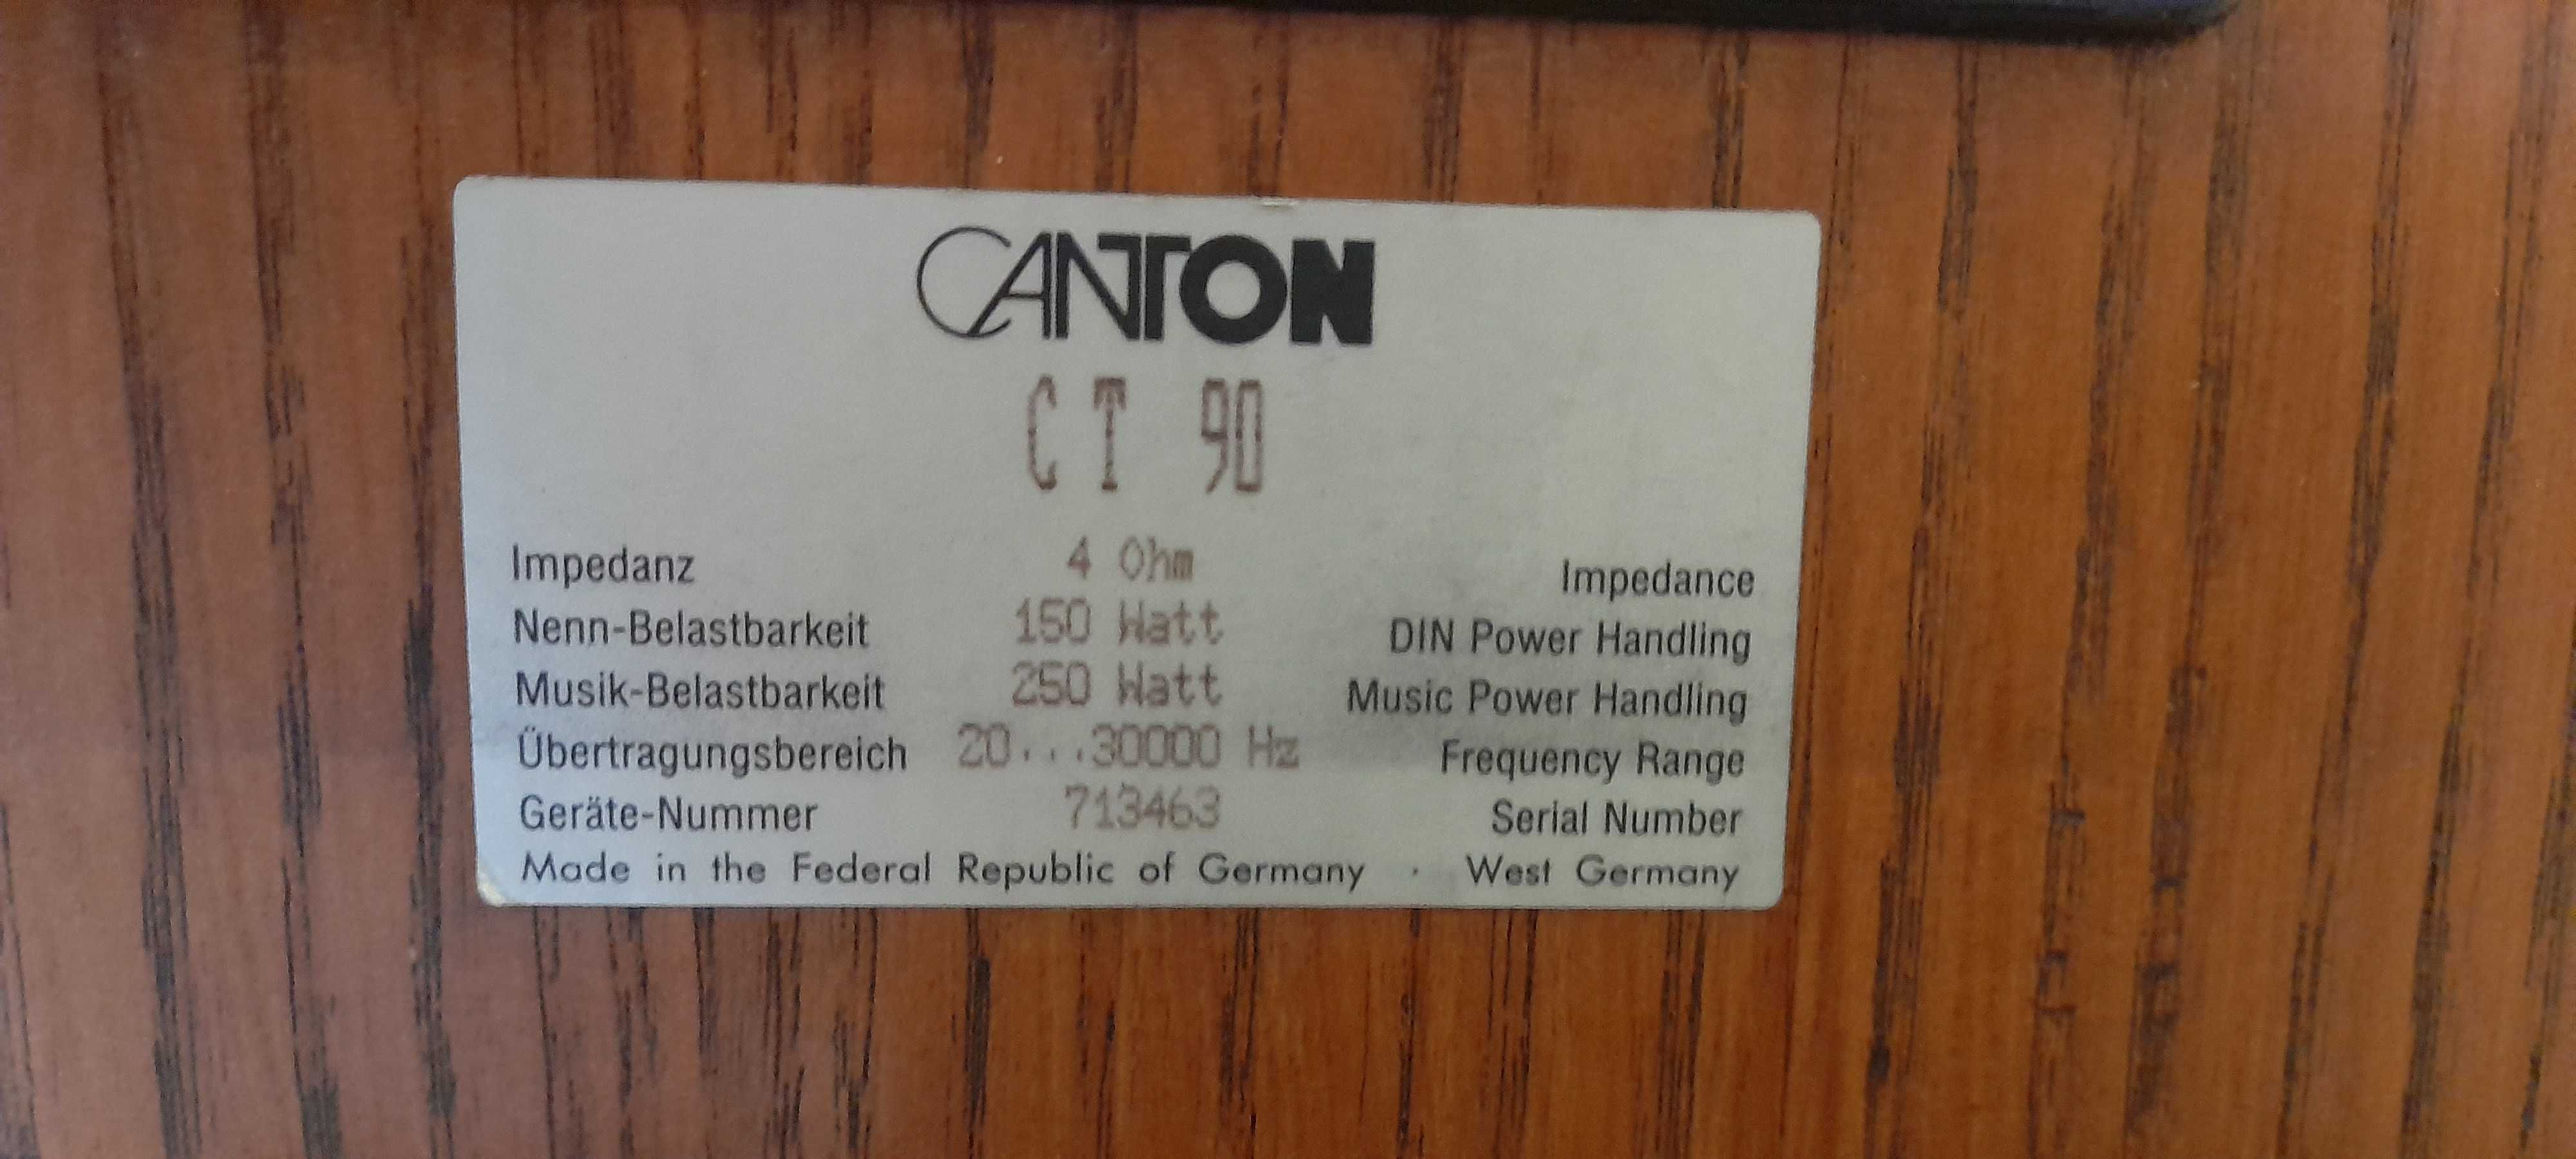 CANTON
CT 90
Impedanz 4 Ohm Impedance
Nenn-Belastbarkeit 150 Watt DIN Power Handling
Musik-Belastbarkeit 250 Watt Music Power Handling
Übertragungsbereich 20...30000 Hz Frequency Range
Geräte-Nummer 713463 Serial Number
Made in the Federal Republic of Germany · West Germany